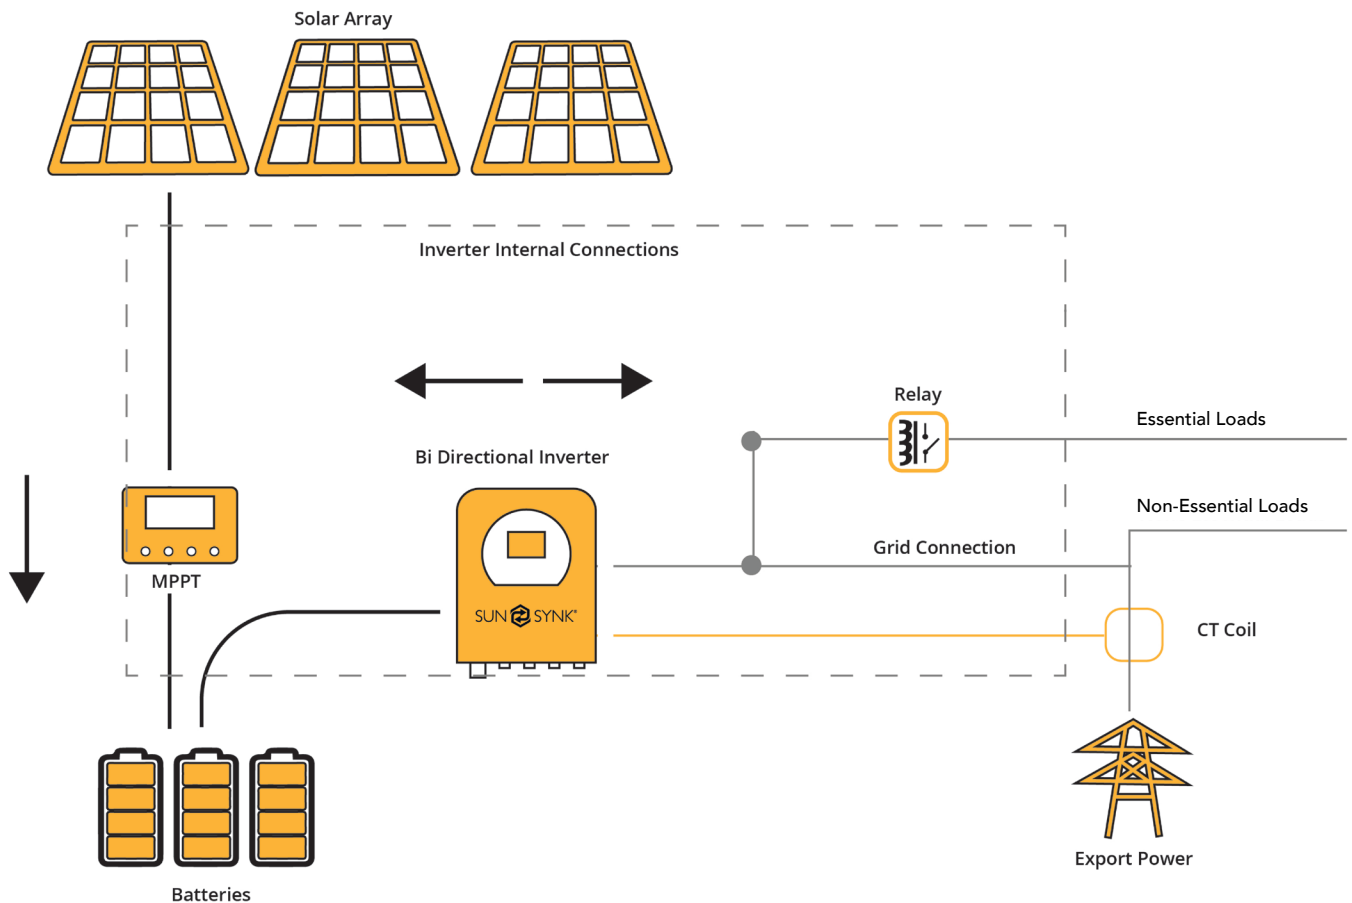 Solar Array
Inverter Internal Connections
Relay
Essential Loads
Bi Directional Inverter
Non-Essential Loads
Grid Connection
MPPT
SUN SYNK®
CT Coil
Export Power
Batteries